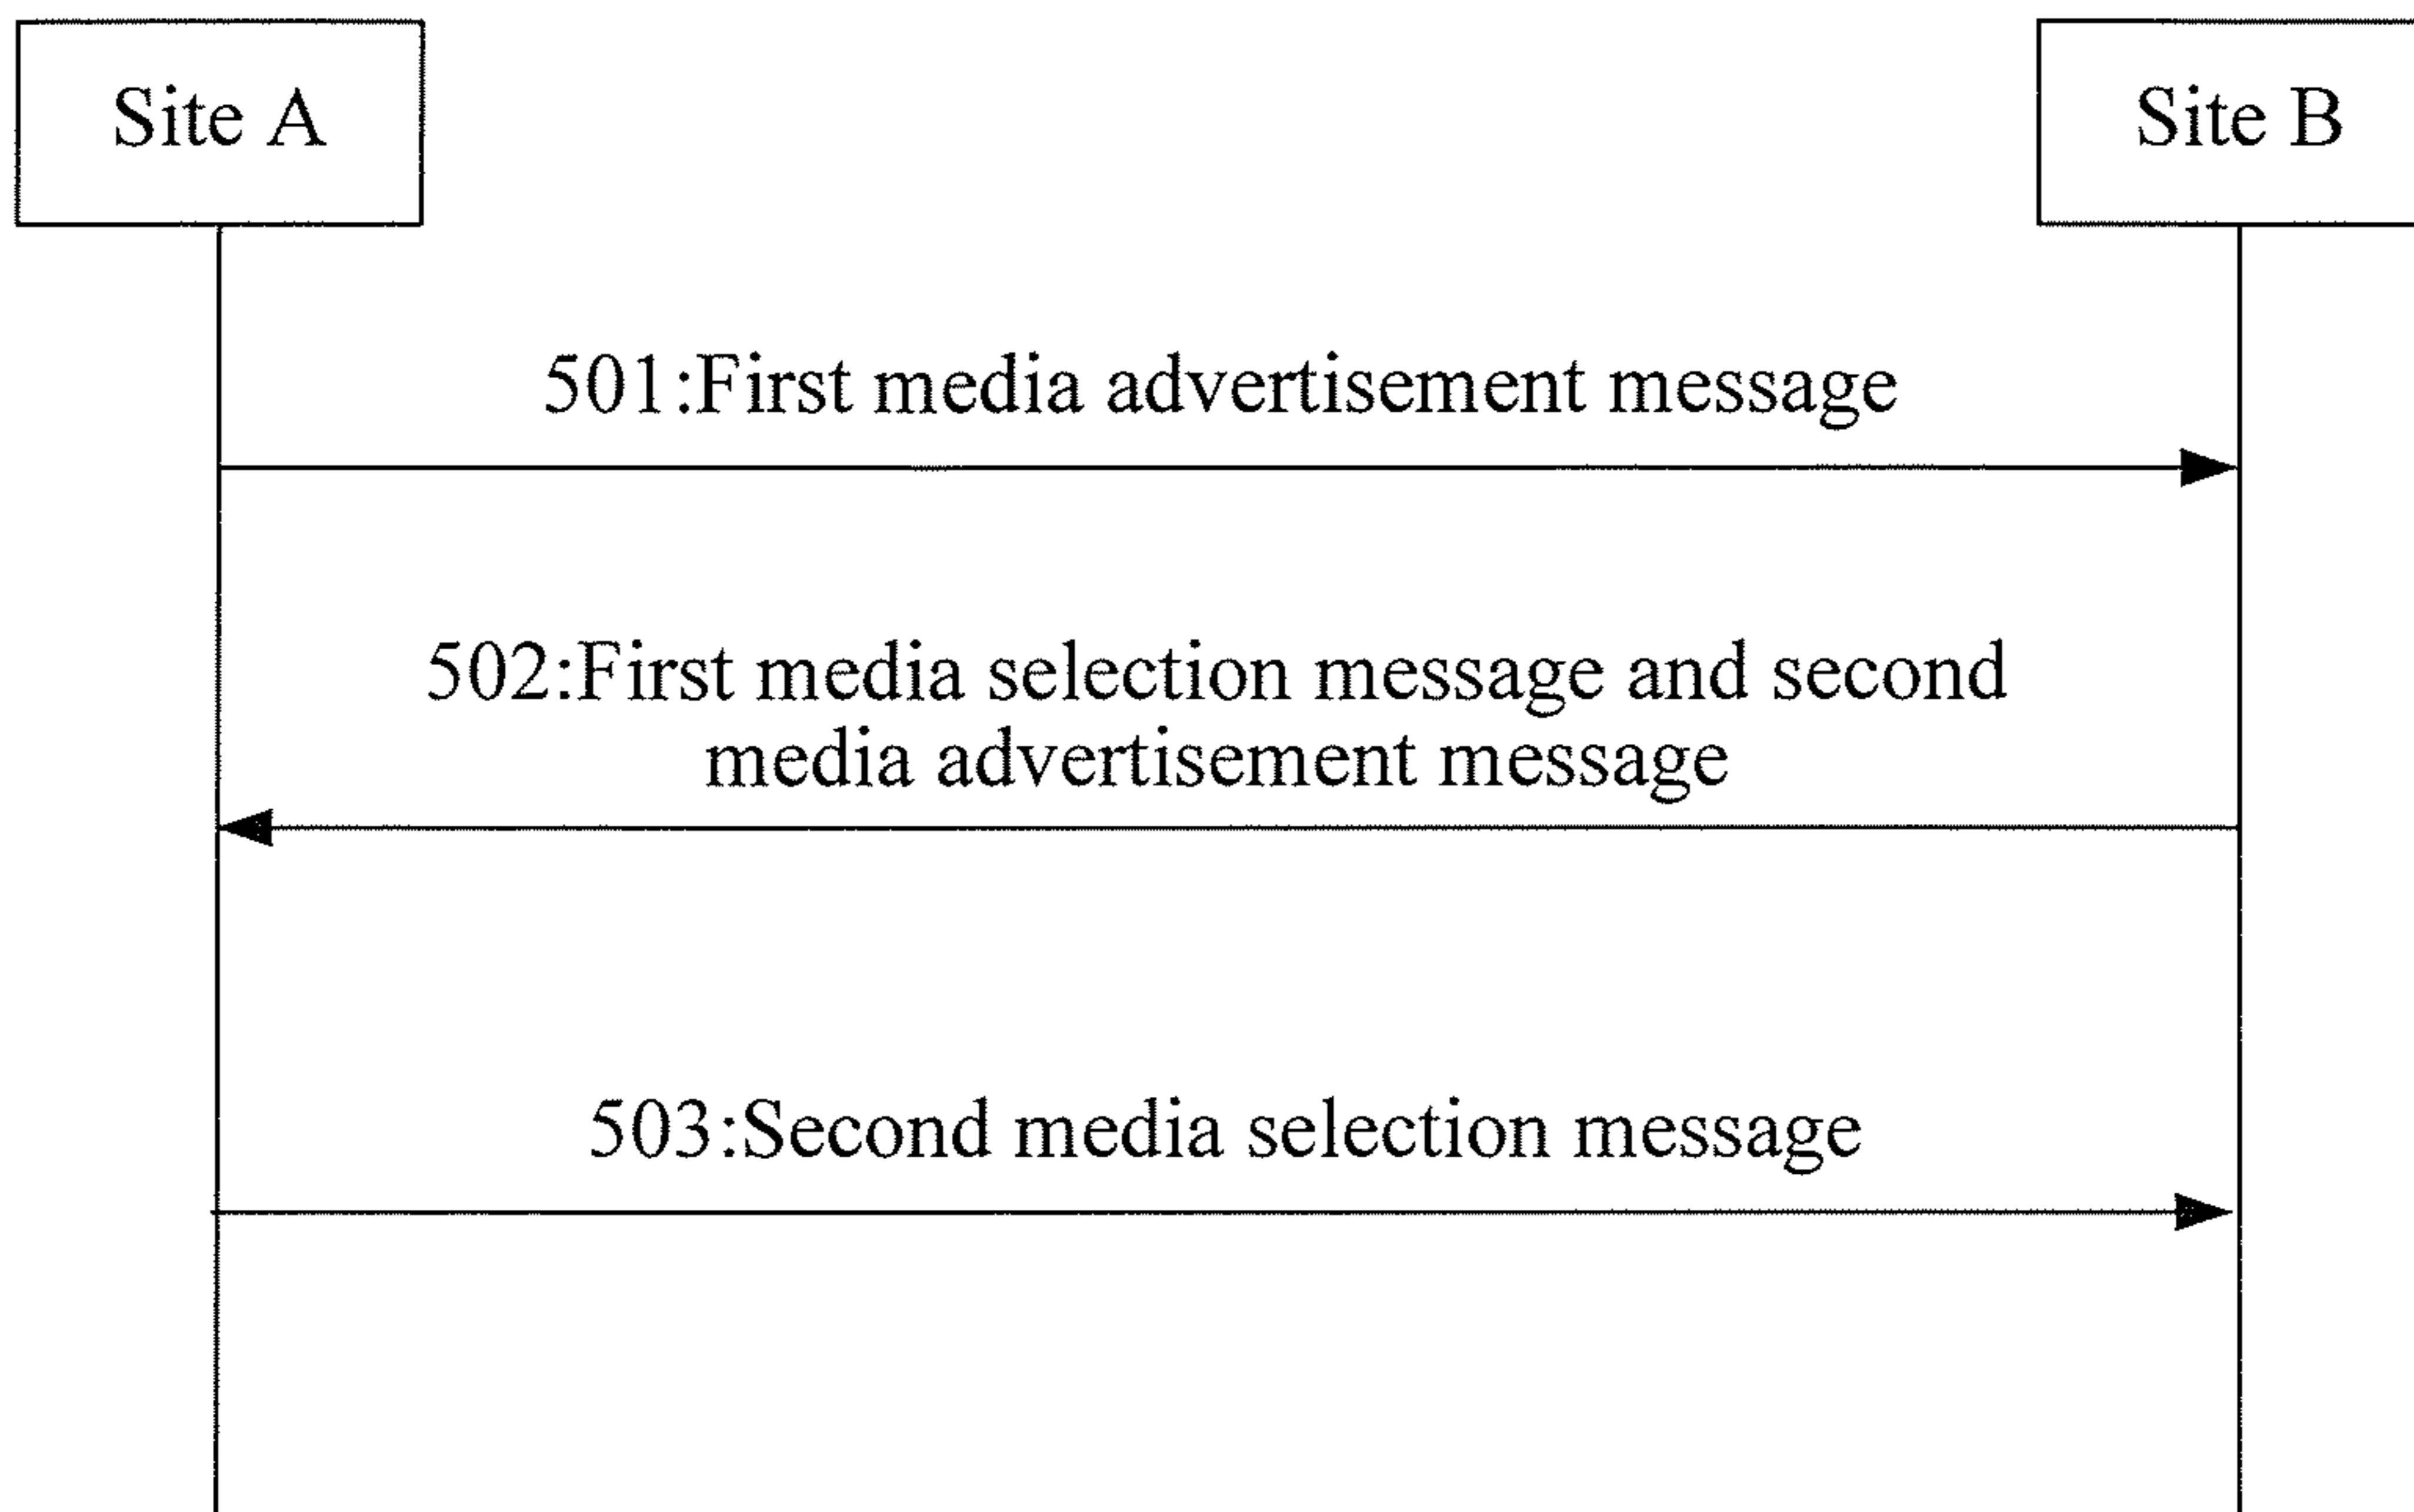 Site A
Site B
501:First media advertisement message
502:First media selection message and second
media advertisement message
503:Second media selection message